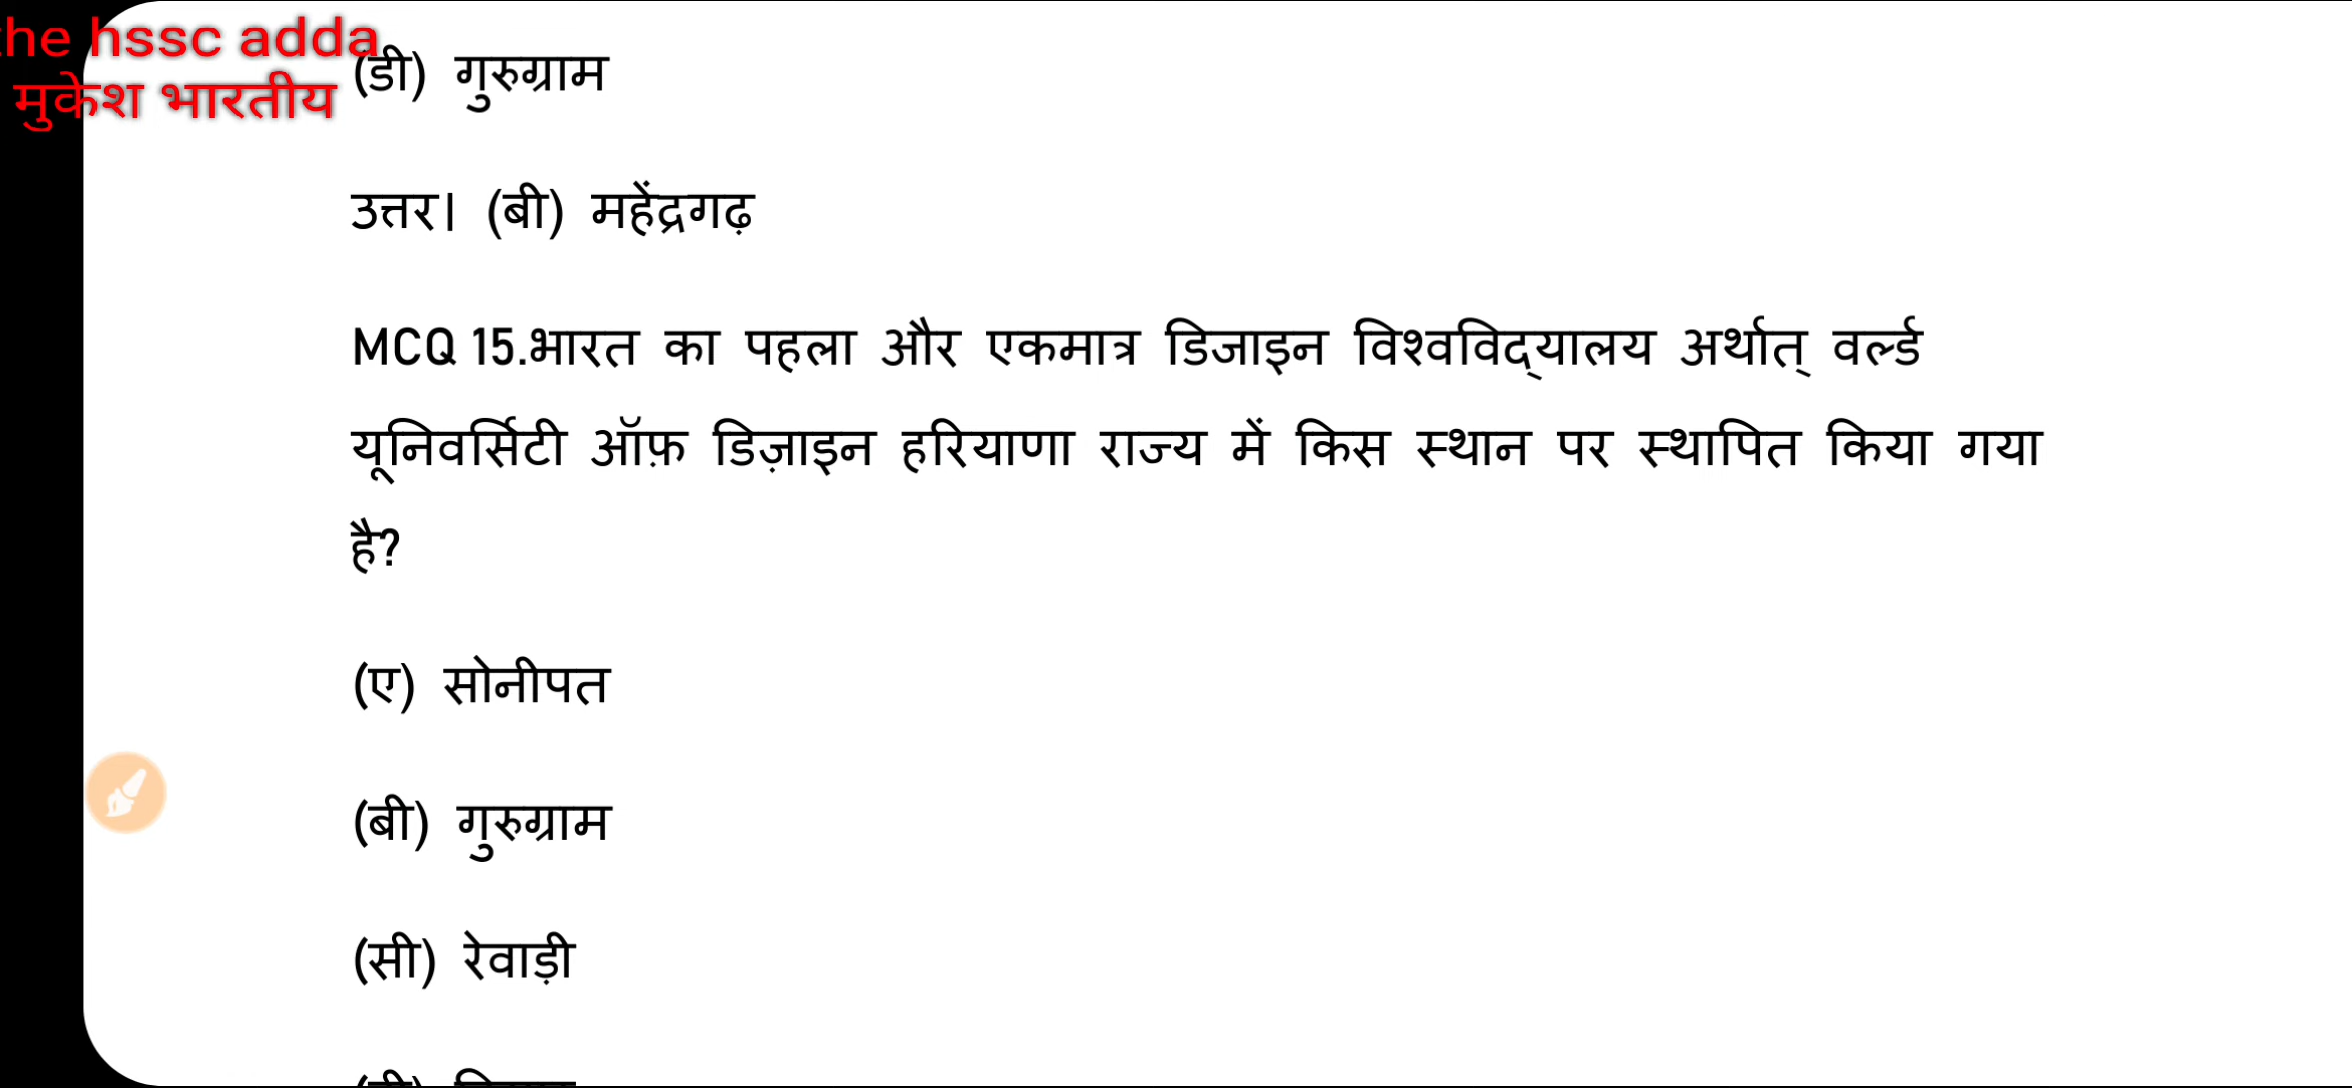 he hssc adda
मुकेश भारतीय
(डी) गुरुग्राम
उत्तर। (बी) महेंद्रगढ़
MCQ 15.भारत का पहला और एकमात्र डिजाइन विश्वविद्यालय अर्थात् वर्ल्ड
यूनिवर्सिटी ऑफ़ डिज़ाइन हरियाणा राज्य में किस स्थान पर स्थापित किया गया
है?
(ए) सोनीपत
(बी) गुरुग्राम
(सी) रेवाड़ी